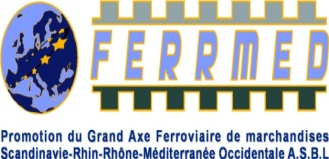 FERRMED
Promotion du Grand Axe Ferroviaire de marchandises
Scandinavie-Rhin-Rhône-Méditerranée Occidentale A.S.B.L